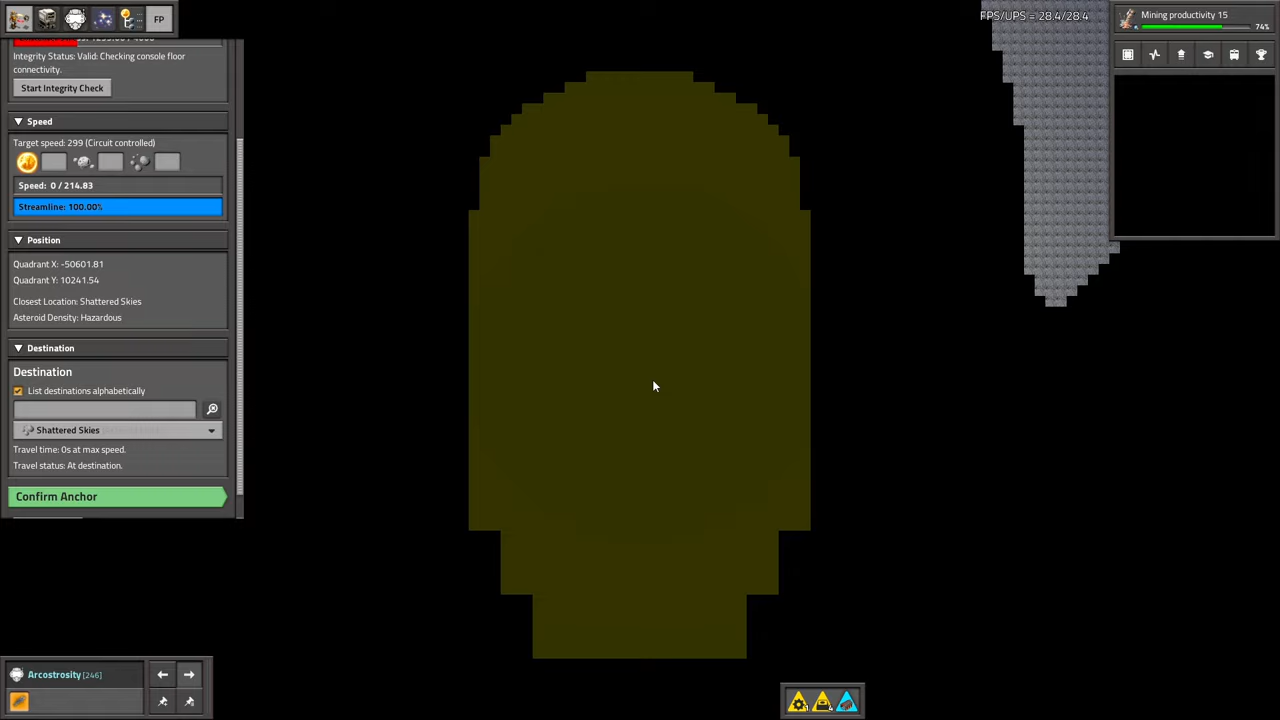 FP
FPS/UPS = 28.4/28.4
Mining productivity 15
74%
Integrity Status: Valid: Checking console floor
connectivity.
Start Integrity Check
Speed
Target speed: 299 (Circuit controlled)
Speed: 0 / 214.83
Streamline: 100.00%
Position
Quadrant X: -50601.81
Quadrant Y: 10241.54
Closest Location: Shattered Skies
Asteroid Density: Hazardous
Destination
Destination
List destinations alphabetically
Shattered Skies
Travel time: 0s at max speed.
Travel status: At destination.
Confirm Anchor
Arcostrosity [246]